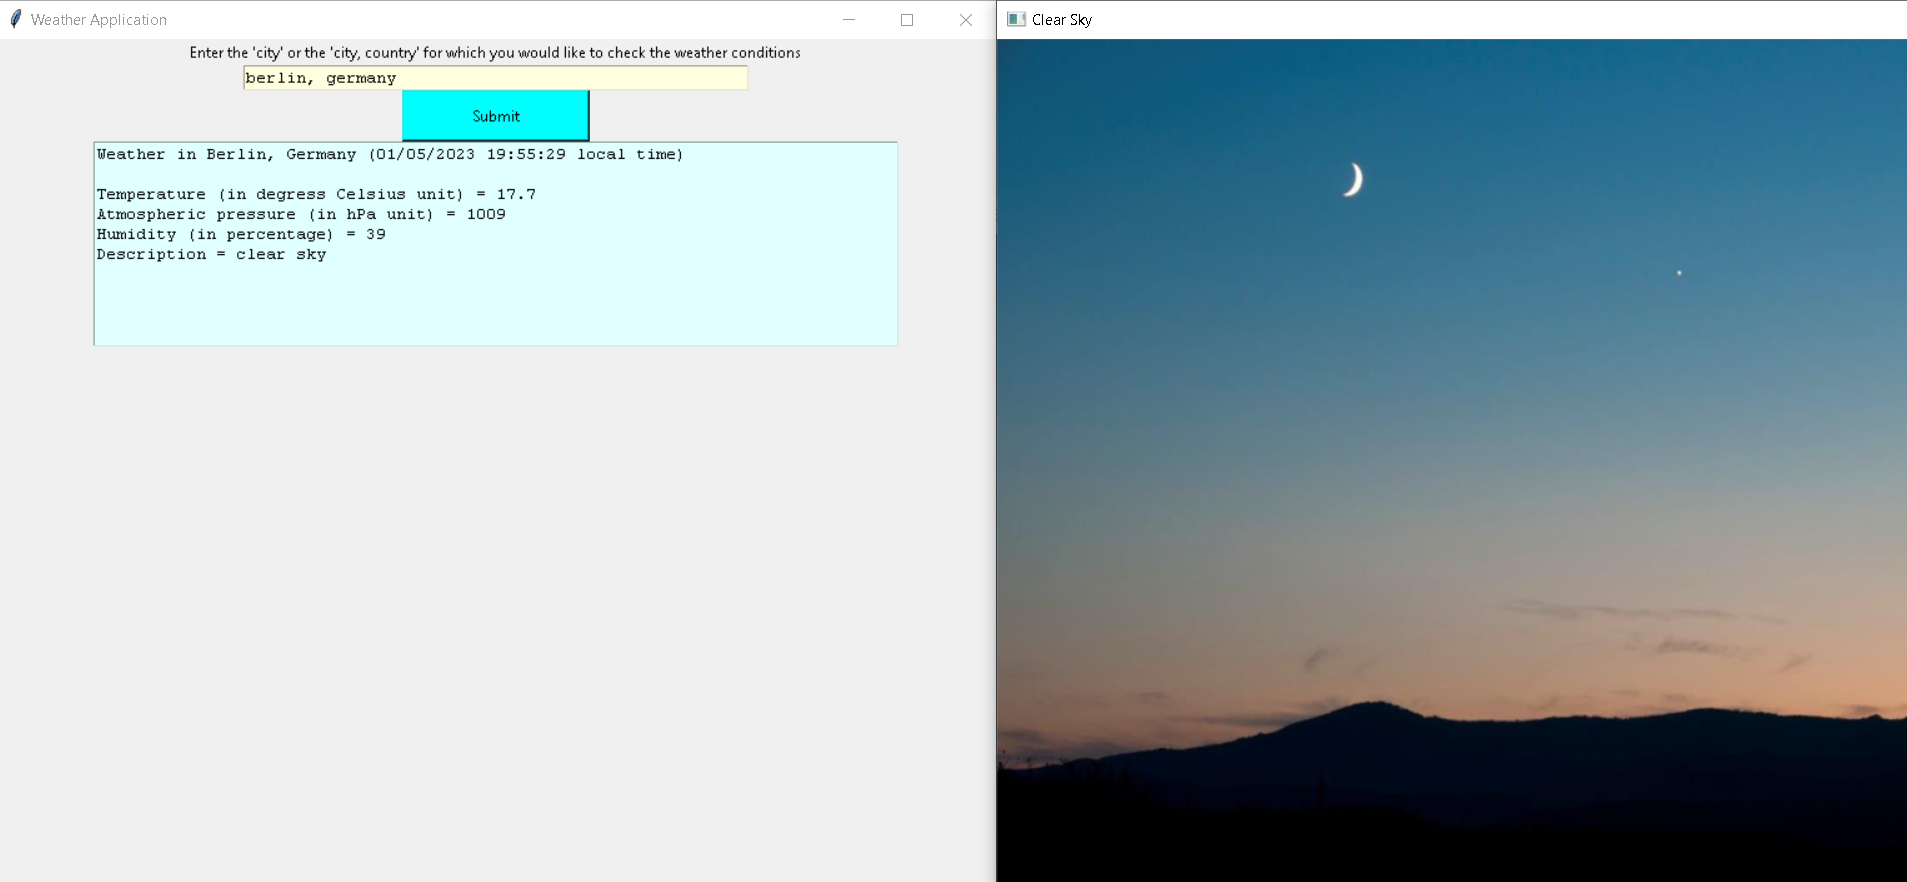 Weather Application
Enter the 'city' or the 'city, country' for which you would like to check the weather conditions
berlin, germany
Submit
Weather in Berlin, Germany (01/05/2023 19:55:29 local time)
Temperature (in degress Celsius unit) = 17.7
Atmospheric pressure (in hPa unit) = 1009
Humidity (in percentage) = 39
Description = clear sky
Clear Sky